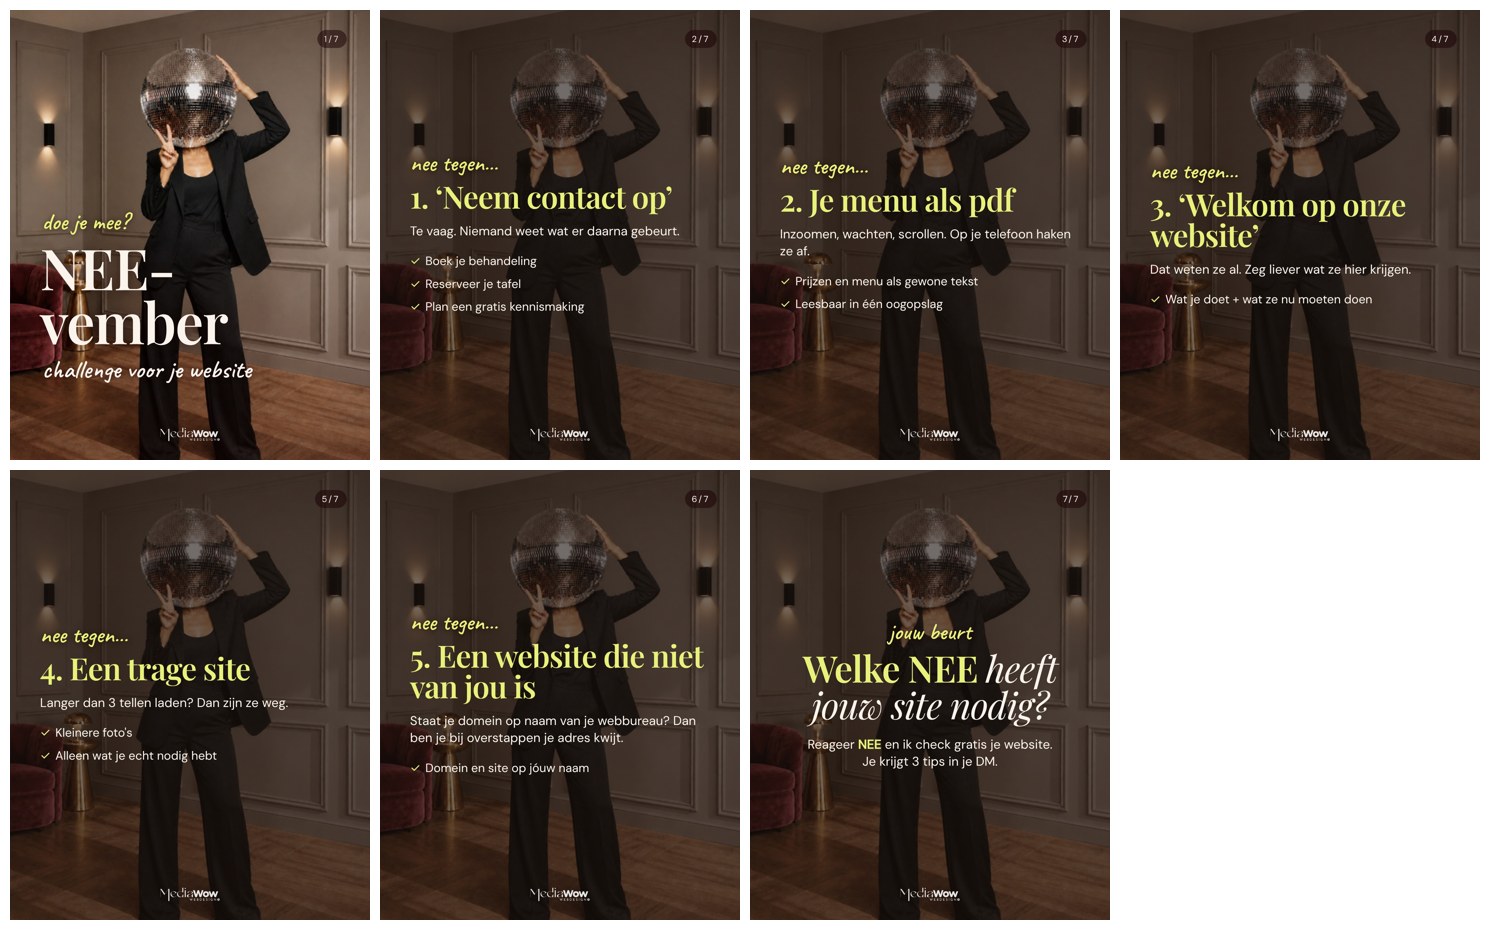 1/7
doe je mee?
NEE-
vember
challenge voor je website
MediaWow
WEBDESIGN
2/7
nee tegen...
1. ‘Neem contact op’
Te vaag. Niemand weet wat er daarna gebeurt.
✓ Boek je behandeling
✓ Reserveer je tafel
✓ Plan een gratis kennismaking
MediaWow
WEBDESIGN
3/7
nee tegen...
2. Je menu als pdf
Inzoomen, wachten, scrollen. Op je telefoon haken
ze af.
✓ Prijzen en menu als gewone tekst
✓ Leesbaar in één oogopslag
MediaWow
WEBDESIGN
4/7
nee tegen...
3. ‘Welkom op onze
website’
Dat weten ze al. Zeg liever wat ze hier krijgen.
✓ Wat je doet + wat ze nu moeten doen
MediaWow
WEBDESIGN
5/7
nee tegen...
4. Een trage site
Langer dan 3 tellen laden? Dan zijn ze weg.
✓ Kleinere foto's
✓ Alleen wat je echt nodig hebt
MediaWow
WEBDESIGN
6/7
nee tegen...
5. Een website die niet
van jou is
Staat je domein op naam van je webbureau? Dan
ben je bij overstappen je adres kwijt.
✓ Domein en site op jóuw naam
MediaWow
WEBDESIGN
7/7
jouw beurt
Welke NEE heeft
jouw site nodig?
Reageer NEE en ik check gratis je website.
Je krijgt 3 tips in je DM.
MediaWow
WEBDESIGN